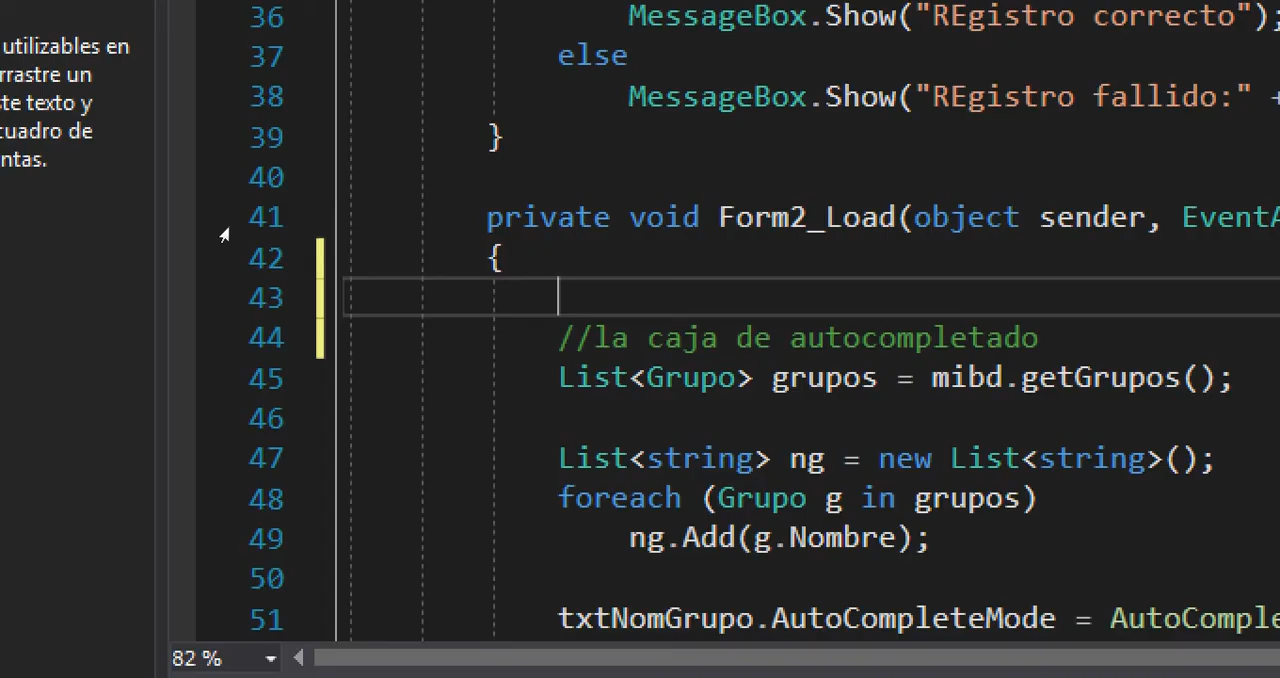 utilizables en
rrastre un
te texto y
cuadro de
ntas.
36 MessageBox.Show("REgistro correcto");
37 else
38 MessageBox.Show("REgistro fallido:" +
39 }
40
41 private void Form2_Load(object sender, EventA
42 {
43
44 //la caja de autocompletado
45 List<Grupo> grupos = mibd.getGrupos();
46
47 List<string> ng = new List<string>();
48 foreach (Grupo g in grupos)
49 ng.Add(g.Nombre);
50
51 txtNomGrupo.AutoCompleteMode = AutoComple
82 %